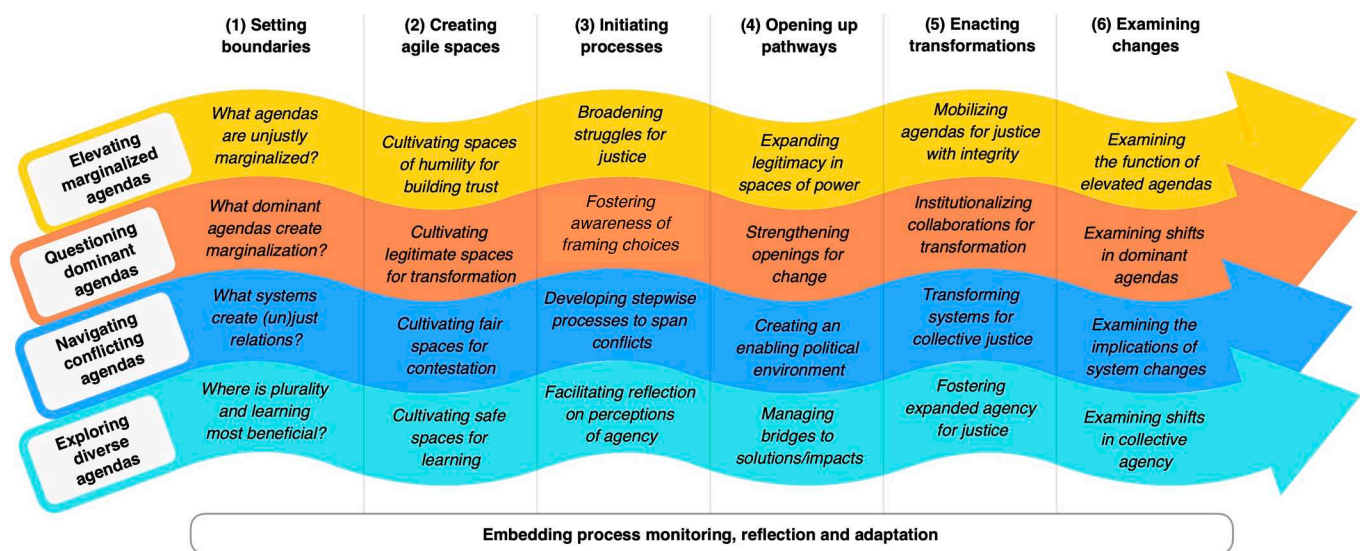 (1) Setting
boundaries
(2) Creating
agile spaces
(3) Initiating
processes
(4) Opening up
pathways
(5) Enacting
transformations
(6) Examining
changes
Elevating
marginalized
agendas
What agendas
are unjustly
marginalized?
Cultivating spaces
of humility for
building trust
Broadening
struggles for
justice
Expanding
legitimacy in
spaces of power
Mobilizing
agendas for justice
with integrity
Examining
the function of
elevated agendas
Questioning
dominant
agendas
What dominant
agendas create
marginalization?
Cultivating
legitimate spaces
for transformation
Fostering
awareness of
framing choices
Strengthening
openings for
change
Institutionalizing
collaborations for
transformation
Examining shifts
in dominant
agendas
Navigating
conflicting
agendas
What systems
create (un)just
relations?
Cultivating fair
spaces for
contestation
Developing stepwise
processes to span
conflicts
Creating an
enabling political
environment
Transforming
systems for
collective justice
Examining the
implications of
system changes
Exploring
diverse
agendas
Where is plurality
and learning
most beneficial?
Cultivating safe
spaces for
learning
Facilitating reflection
on perceptions
of agency
Managing
bridges to
solutions/impacts
Fostering
expanded agency
for justice
Examining shifts
in collective
agency
Embedding process monitoring, reflection and adaptation